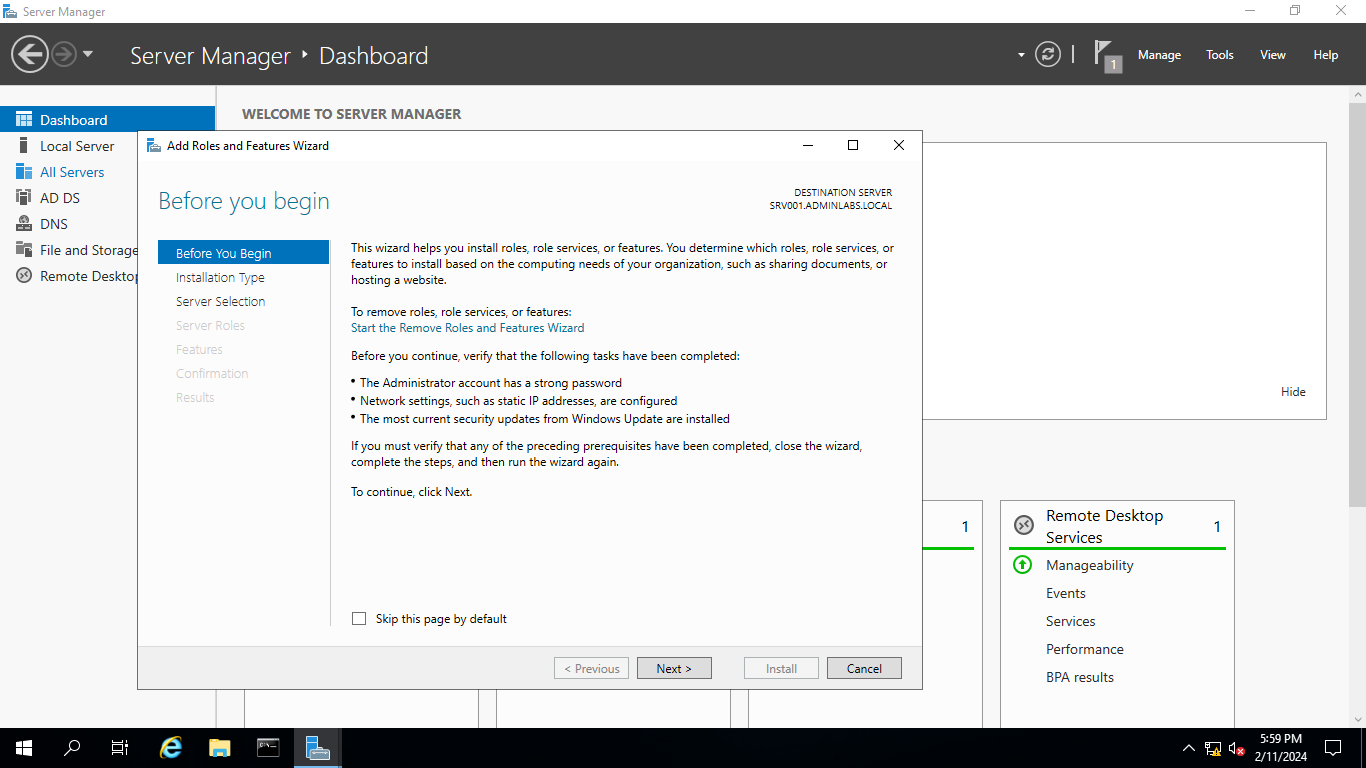 Server Manager
Server Manager • Dashboard
1
Manage
Tools
View
Help
Dashboard
Local Server
All Servers
AD DS
DNS
File and Storage
Remote Desktop
WELCOME TO SERVER MANAGER
Add Roles and Features Wizard
Before you begin
DESTINATION SERVER
SRV001.ADMINLABS.LOCAL
Before You Begin
Installation Type
Server Selection
Server Roles
Features
Confirmation
Results
This wizard helps you install roles, role services, or features. You determine which roles, role services, or
features to install based on the computing needs of your organization, such as sharing documents, or
hosting a website.
To remove roles, role services, or features:
Start the Remove Roles and Features Wizard
Before you continue, verify that the following tasks have been completed:
• The Administrator account has a strong password
• Network settings, such as static IP addresses, are configured
• The most current security updates from Windows Update are installed
If you must verify that any of the preceding prerequisites have been completed, close the wizard,
complete the steps, and then run the wizard again.
To continue, click Next.
Skip this page by default
< Previous
Next >
Install
Cancel
Hide
1
Remote Desktop
Services
1
Manageability
Events
Services
Performance
BPA results
5:59 PM
2/11/2024